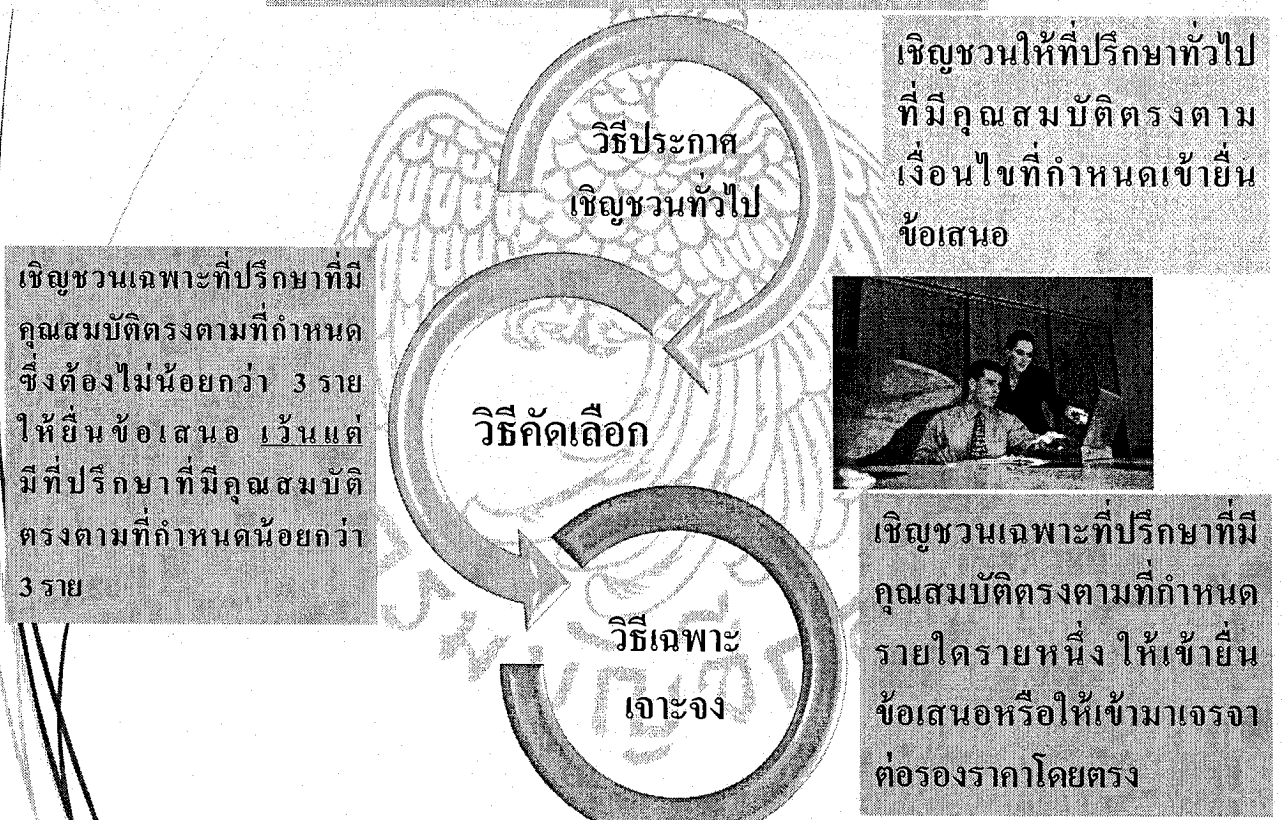 วิธีประกาศ
เชิญชวนทั่วไป
เชิญชวนให้ที่ปรึกษาทั่วไป
ที่มีคุณสมบัติตรงตาม
เงื่อนไขที่กำหนดเข้ายื่น
ข้อเสนอ
วิธีคัดเลือก
เชิญชวนเฉพาะที่ปรึกษาที่มี
คุณสมบัติตรงตามที่กำหนด
ซึ่งต้องไม่น้อยกว่า 3 ราย
ให้ยื่นข้อเสนอ เว้นแต่
มีที่ปรึกษาที่มีคุณสมบัติ
ตรงตามที่กำหนดน้อยกว่า
3 ราย
วิธีเฉพาะ
เจาะจง
เชิญชวนเฉพาะที่ปรึกษาที่มี
คุณสมบัติตรงตามที่กำหนด
รายใดรายหนึ่ง ให้เข้ายื่น
ข้อเสนอหรือให้เข้ามาเจรจา
ต่อรองราคาโดยตรง